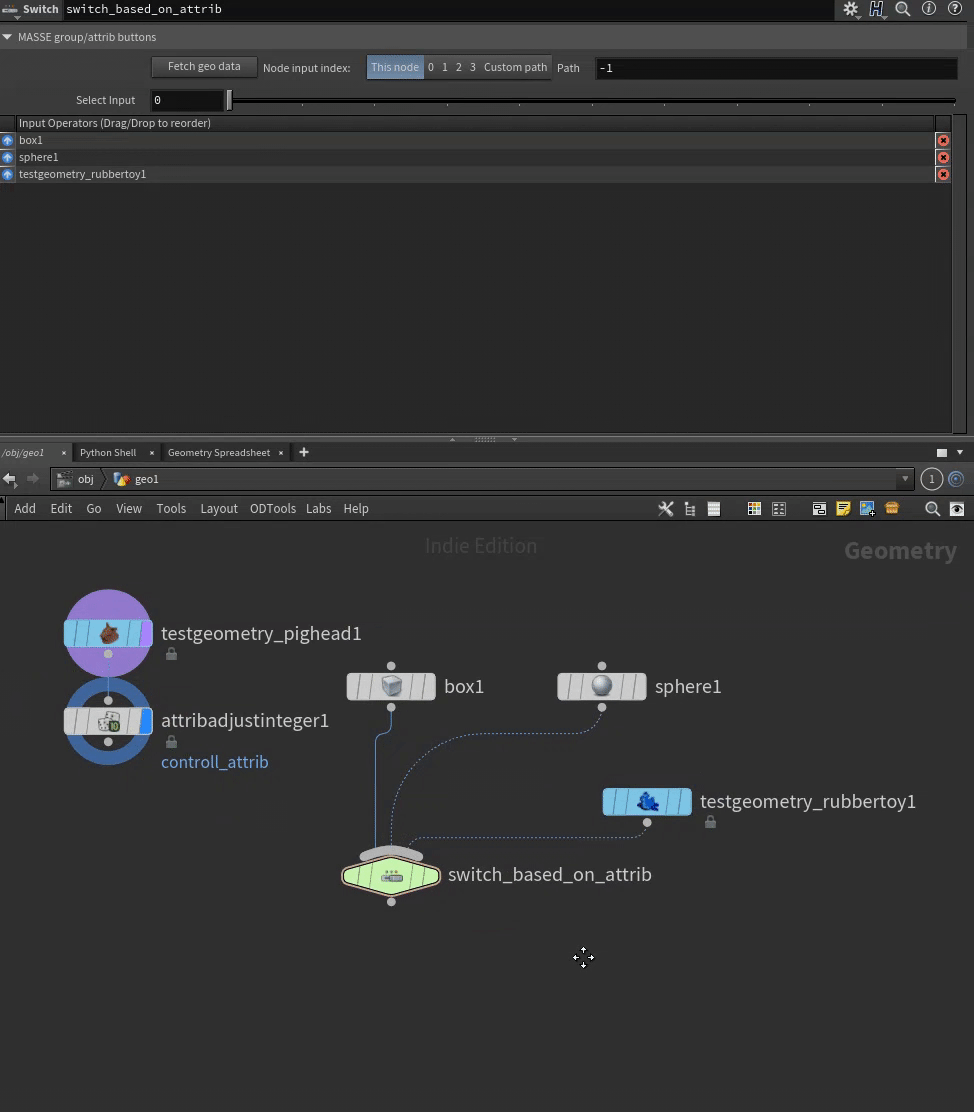 Switch switch_based_on_attrib
MASSE group/attrib buttons
Fetch geo data Node input index: This node 0 1 2 3 Custom path Path -1
Select Input 0
Input Operators (Drag/Drop to reorder)
box1
sphere1
testgeometry_rubbertoy1
/obj/geo1 × Python Shell × Geometry Spreadsheet × +
obj geo1 1
Add Edit Go View Tools Layout ODTools Labs Help
Indie Edition
Geometry
testgeometry_pighead1
box1
sphere1
attribadjustinteger1
controll_attrib
testgeometry_rubbertoy1
switch_based_on_attrib